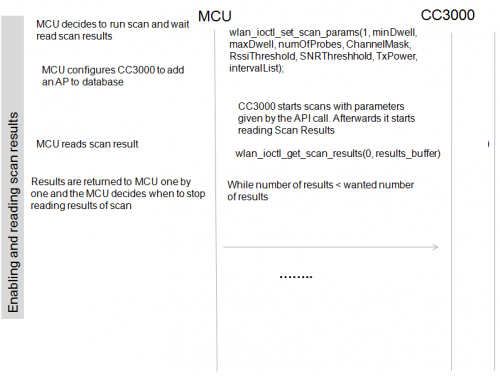 MCU
CC3000
MCU decides to run scan and wait
read scan results
wlan_ioctl_set_scan_params(1, minDwell,
maxDwell, numOfProbes, ChannelMask,
RssiThreshold, SNRThreshhold, TxPower,
intervalList);
MCU configures CC3000 to add
an AP to database
CC3000 starts scans with parameters
given by the API call. Afterwards it starts
reading Scan Results
MCU reads scan result
wlan_ioctl_get_scan_results(0, results_buffer)
Results are returned to MCU one by
one and the MCU decides when to stop
reading results of scan
While number of results < wanted number
of results
........
Enabling and reading scan results